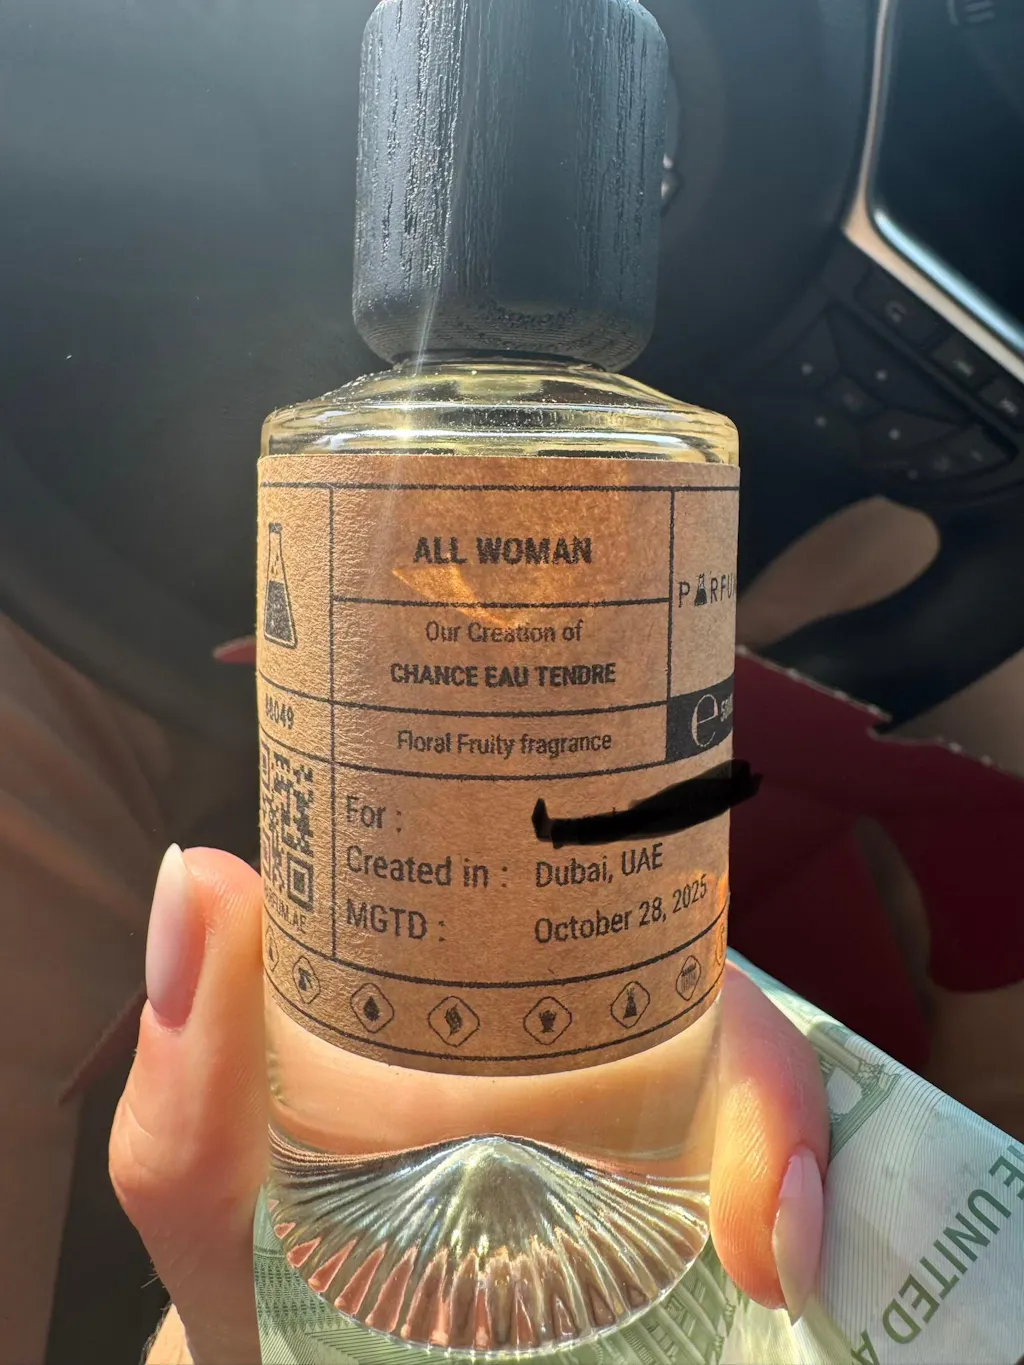 ALL WOMAN
Our Creation of
CHANCE EAU TENDRE
Floral Fruity fragrance
For :
Created in : Dubai, UAE
MGTD : October 28, 2025
e
UNITED